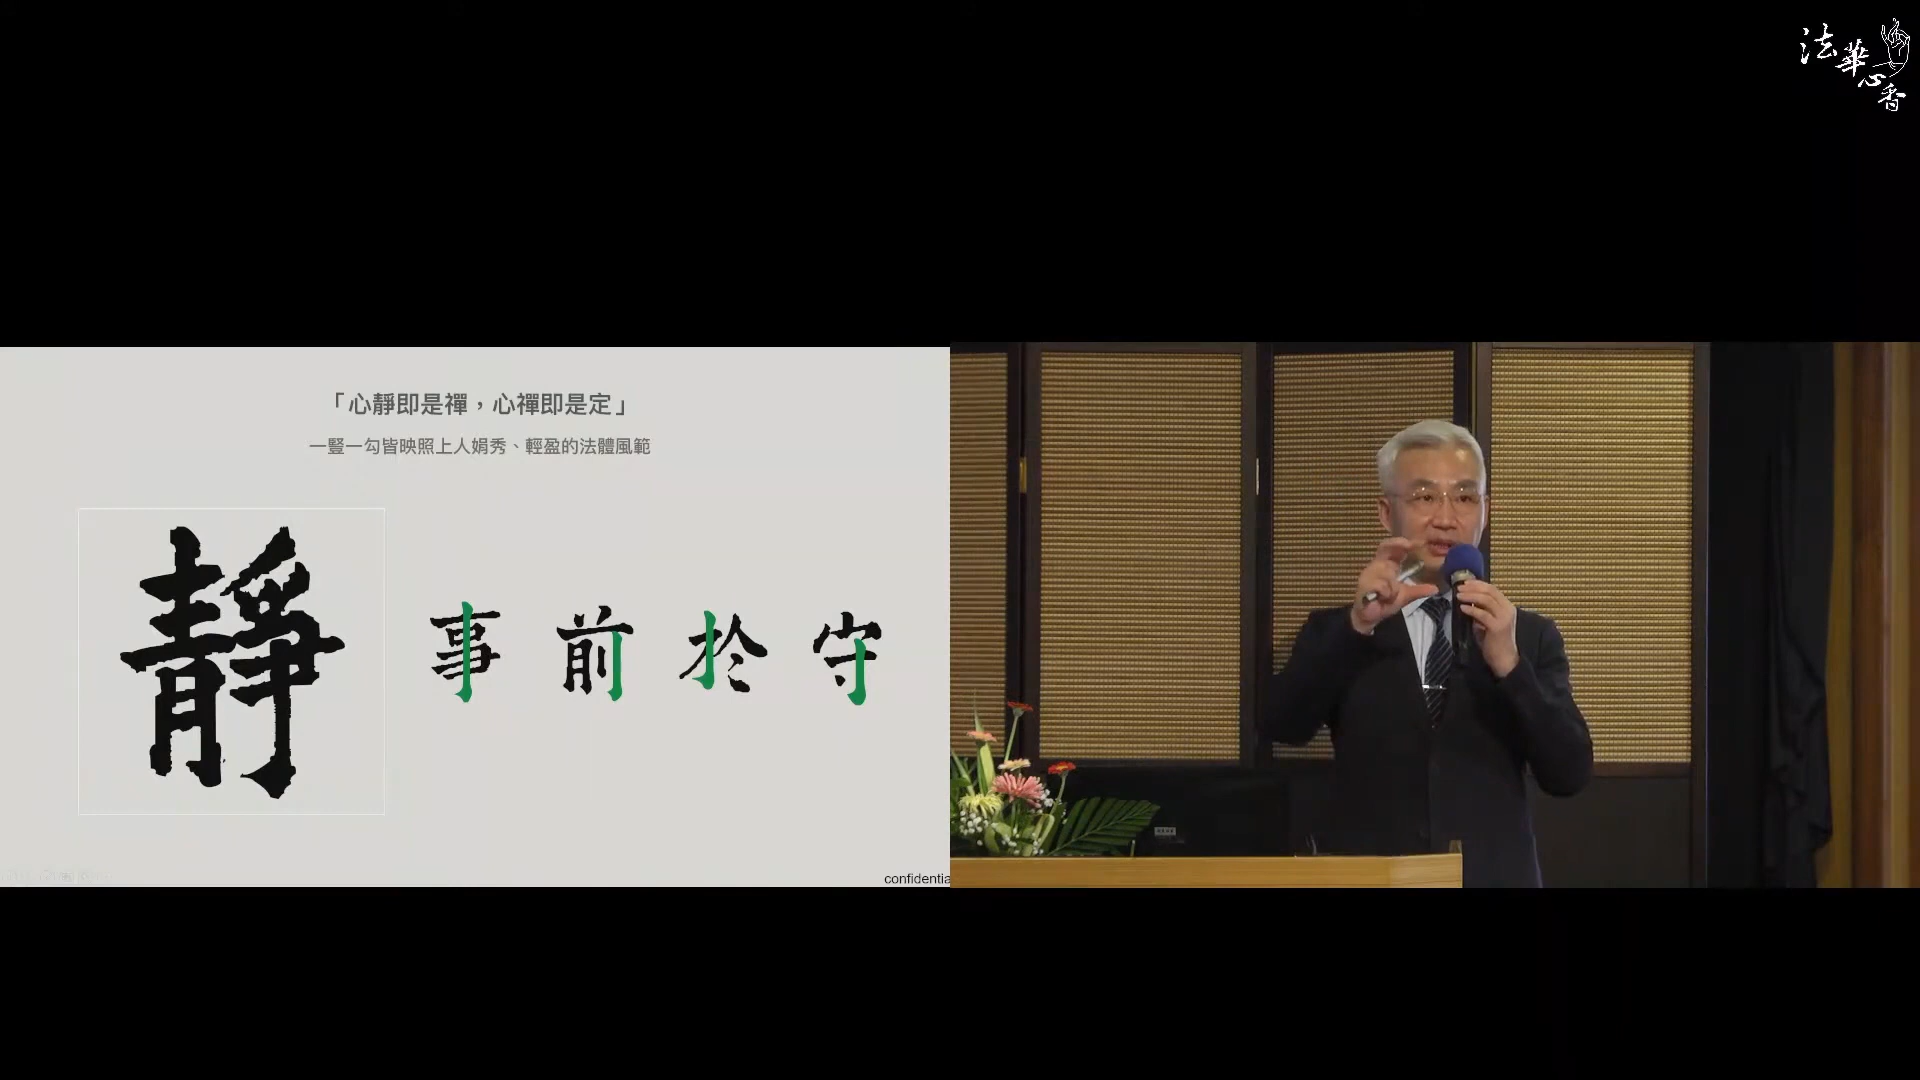 法華心香
「心靜即是禪，心禪即是定」
一豎一勾皆映照上人娟秀、輕盈的法體風範
靜
事 前 於 守
confidentia